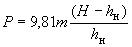 P = 9,81m (H − hн) / hн